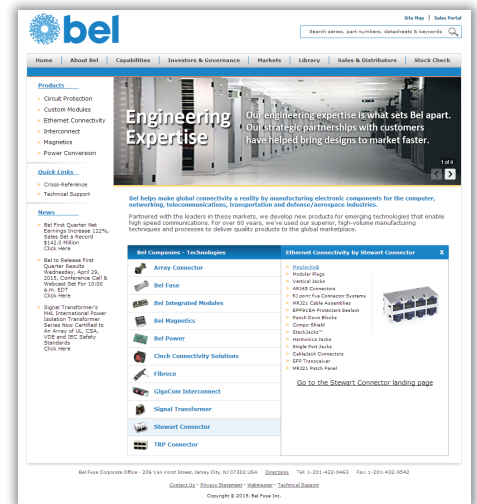 Site Map | Sales Portal
bel
Search series, part numbers, datasheets & keywords
Home | About Bel | Capabilities | Investors & Governance | Markets | Library | Sales & Distributors | Stock Check
Products
Circuit Protection
Custom Modules
Ethernet Connectivity
Interconnect
Magnetics
Power Conversion
Quick Links
Cross-Reference
Technical Support
News
Bel First Quarter Net
Earnings Increase 122%,
Sales Set a Record
$142.0 Million
Click Here
Bel to Release First
Quarter Results
Wednesday, April 29,
2015, Conference Call &
Webcast Set For 10:00
a.m. EDT
Click Here
Signal Transformer's
M4L International Power
Isolation Transformer
Series Now Certified to
An Array of UL, CSA,
VDE and IEC Safety
Standards
Click Here
Engineering
Expertise
Our engineering expertise is what sets Bel apart.
Our strategic partnerships with customers
have helped bring designs to market faster.
1 of 4
Bel helps make global connectivity a reality by manufacturing electronic components for the computer,
networking, telecommunications, transportation and defense/aerospace industries.
Partnered with the leaders in these markets, we develop new products for emerging technologies that enable
high speed communications. For over 60 years, we've used our superior, high-volume manufacturing
techniques and processes to deliver quality products to the global marketplace.
Bel Companies - Technologies
Array Connector
Bel Fuse
Bel Integrated Modules
Bel Magnetics
Bel Power
Cinch Connectivity Solutions
Fibreco
GigaCom Interconnect
Signal Transformer
Stewart Connector
TRP Connector
Ethernet Connectivity by Stewart Connector X
MagJacks®
Modular Plugs
Vertical Jacks
ARJ45 Connectors
RJ point five Connector Systems
MRJ21 Cable Assemblies
EPP918A Protectant Sealant
Punch Down Blocks
Compu-Shield
StackJacks™
Harmonica Jacks
Single Port Jacks
CableJack Connectors
SFP Transceiver
MRJ21 Patch Panel
Go to the Stewart Connector landing page
Bel Fuse Corporate Office - 206 Van Vorst Street, Jersey City, NJ 07302 USA Directions Tel: 1-201-432-0463 Fax: 1-201-432-9542
Contact Us - Privacy Statement - Webmaster - Technical Support
Copyright © 2015, Bel Fuse Inc.